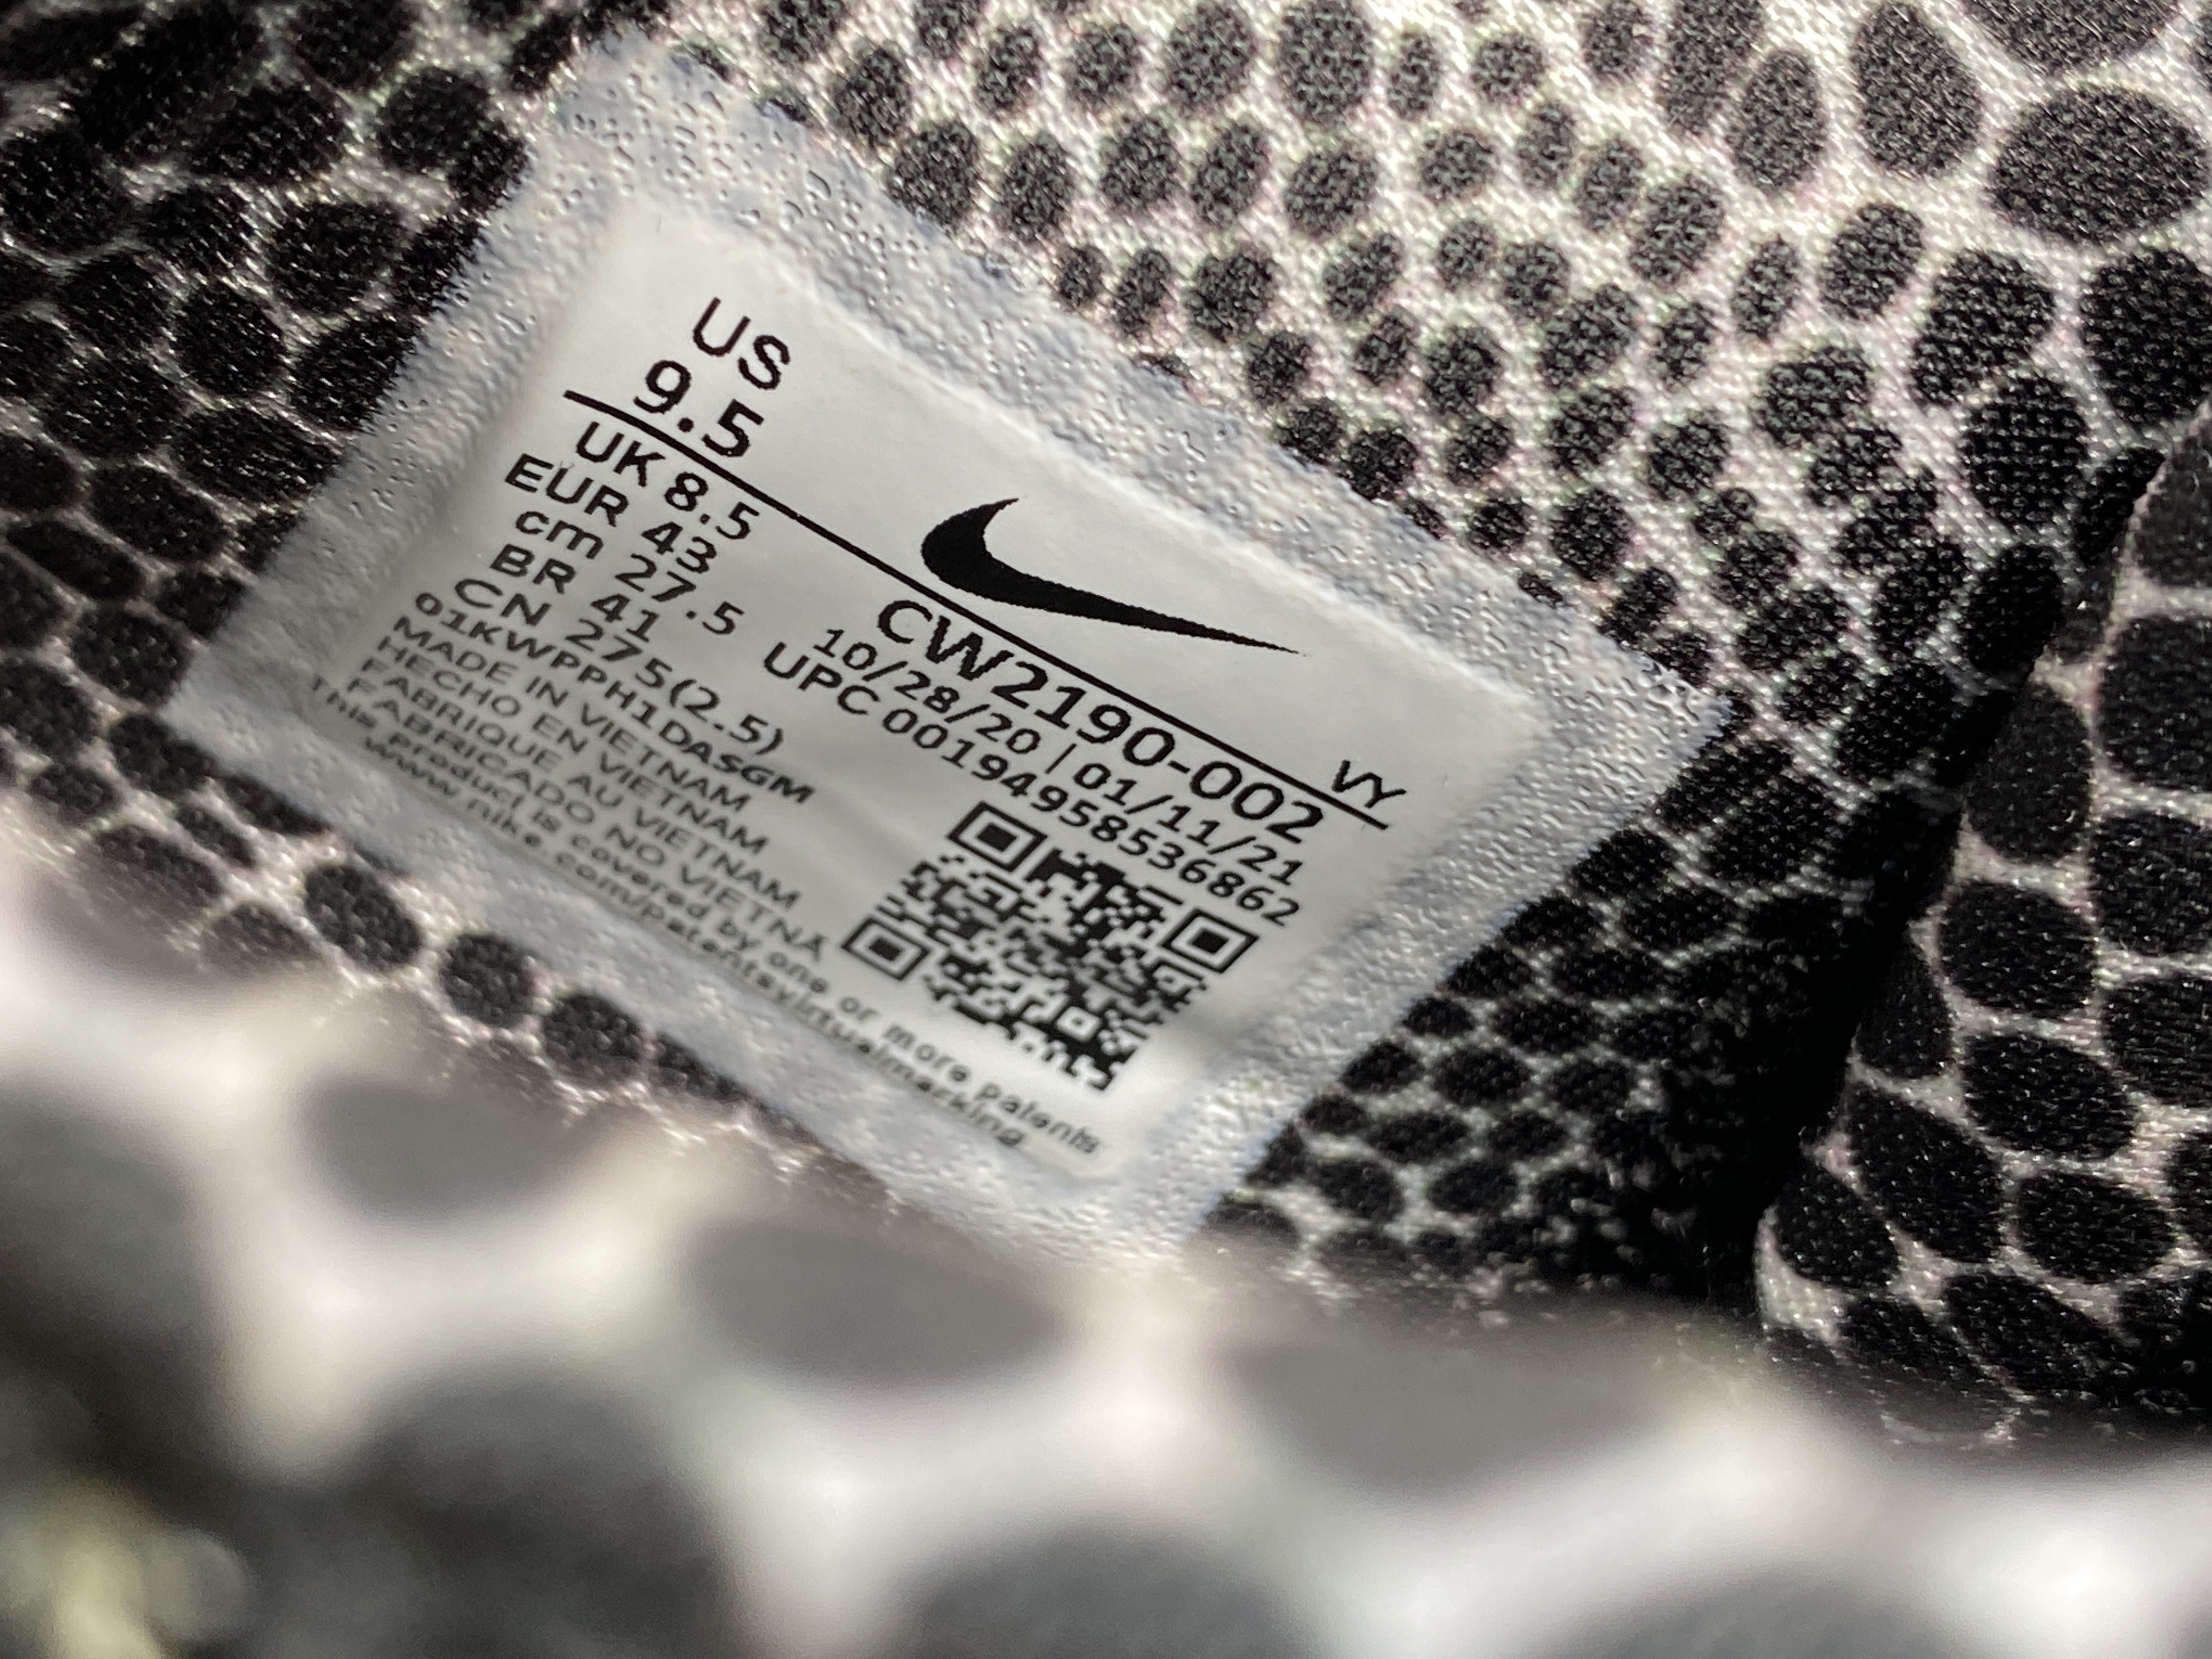 US
9.5
VY
UK 8.5
EUR 43
cm 27.5
BR 41
CN 275(2.5)
CW2190-002
10/28/20 | 01/11/21
UPC 00194958536862
01KWPPH1DASGM
MADE IN VIETNAM
HECHO EN VIETNAM
FABRIQUE AU VIETNAM
FABRICADO NO VIETNÃ
This product is covered by one or more patents
www nike com/patentsvirtualmarking